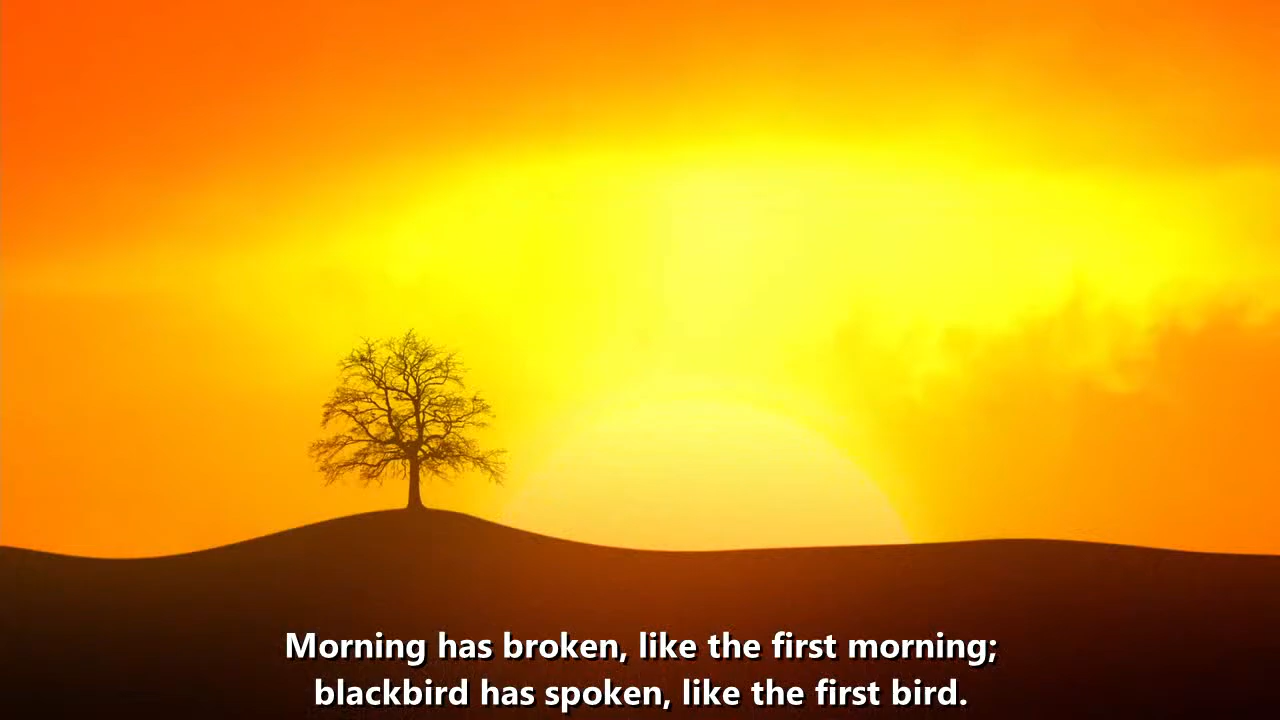 Morning has broken, like the first morning;
blackbird has spoken, like the first bird.